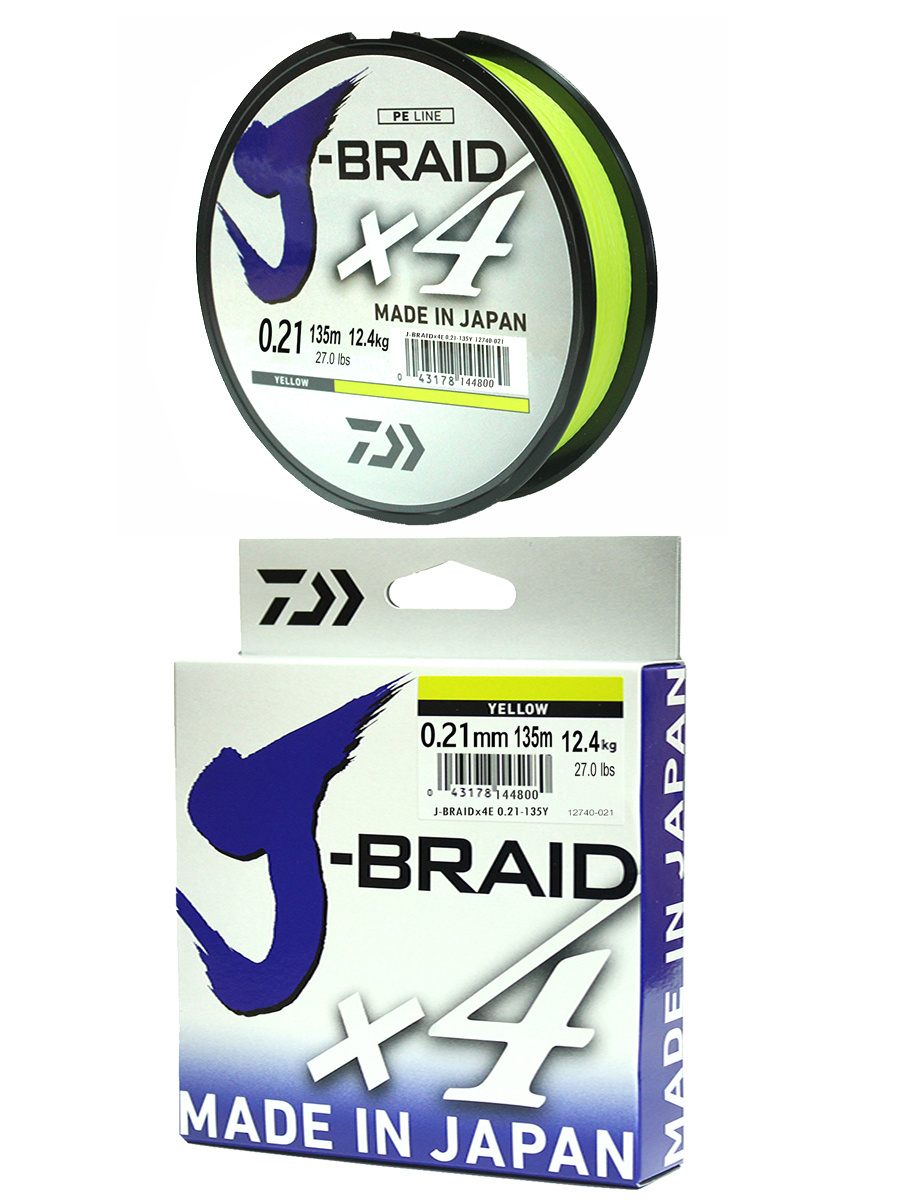 PE LINE
J-BRAID
x4
MADE IN JAPAN
0.21 135m 12.4kg
27.0 lbs
J-BRAIDx4E 0.21-135Y 12740-021
0 43178 144800
YELLOW
YELLOW
0.21mm 135m 12.4kg
27.0 lbs
0 43178 144800
J-BRAIDx4E 0.21-135Y 12740-021
J-BRAID
x4
MADE IN JAPAN
MADE IN JAPAN